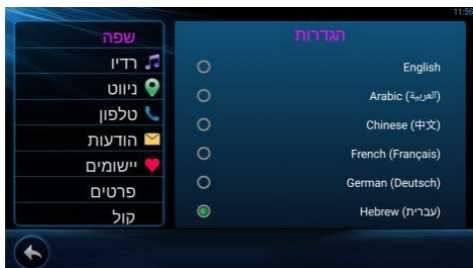 11:56
שפה
רדיו
ניווט
טלפון
הודעות
יישומים
פרטים
קול
הגדרות
English
Arabic (العربية)
Chinese (中文)
French (Français)
German (Deutsch)
Hebrew (עברית)